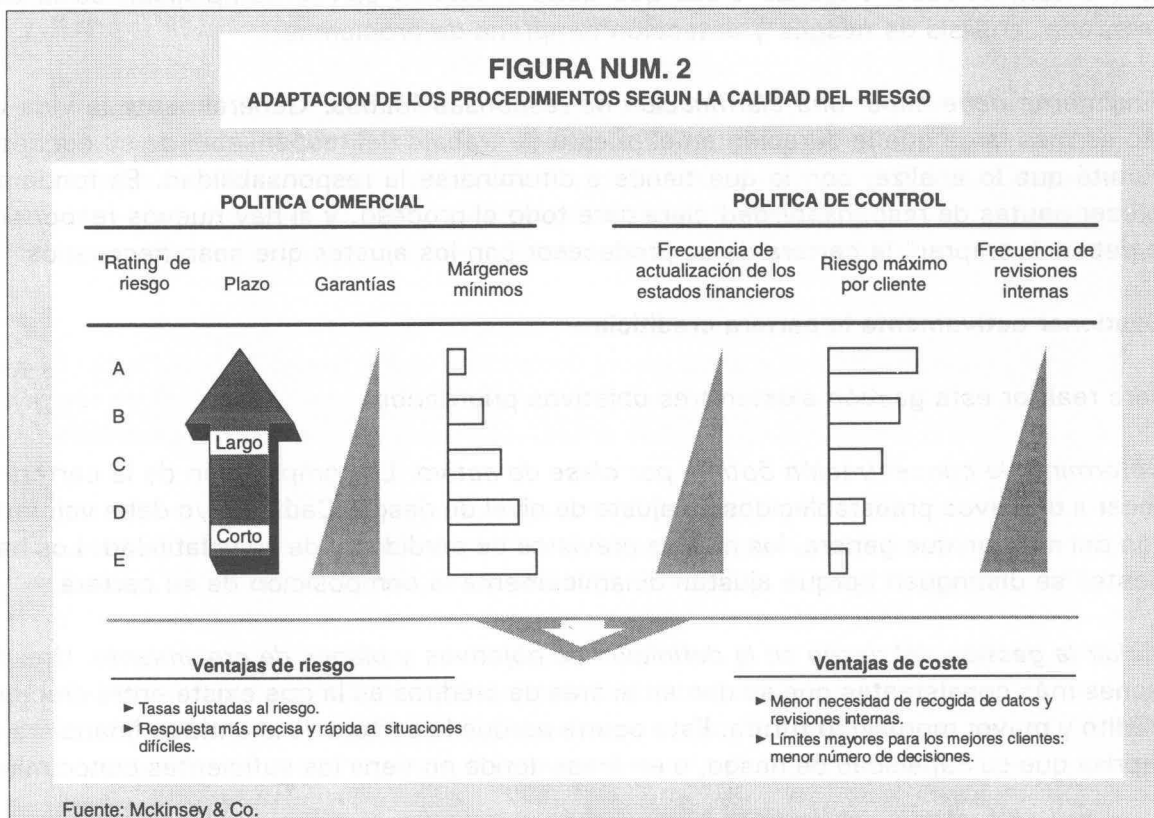 FIGURA NUM. 2
ADAPTACION DE LOS PROCEDIMIENTOS SEGUN LA CALIDAD DEL RIESGO
POLITICA COMERCIAL
POLITICA DE CONTROL
"Rating" de
riesgo
Plazo
Garantías
Márgenes
mínimos
Frecuencia de
actualización de los
estados financieros
Riesgo máximo
por cliente
Frecuencia de
revisiones
internas
A
B
C
D
E
Largo
Corto
Ventajas de riesgo
► Tasas ajustadas al riesgo.
► Respuesta más precisa y rápida a situaciones
difíciles.
Ventajas de coste
► Menor necesidad de recogida de datos y
revisiones internas.
► Límites mayores para los mejores clientes:
menor número de decisiones.
Fuente: Mckinsey & Co.